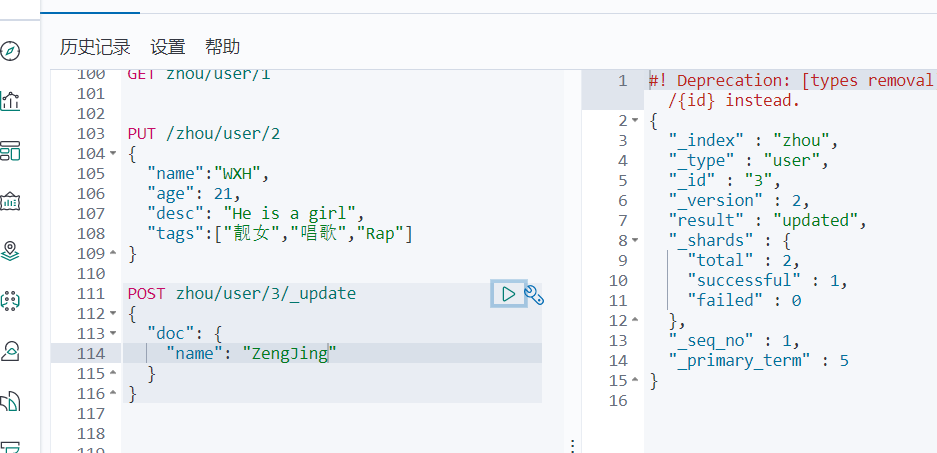 历史记录 设置 帮助
100 GET zhou/user/1
101
102
103 PUT /zhou/user/2
104 {
105 "name":"WXH",
106 "age": 21,
107 "desc": "He is a girl",
108 "tags":["靓女","唱歌","Rap"]
109 }
110
111 POST zhou/user/3/_update
112 {
113 "doc": {
114 "name": "ZengJing"
115 }
116 }
117
118
119
1 #! Deprecation: [types removal
/{id} instead.
2 {
3 "_index" : "zhou",
4 "_type" : "user",
5 "_id" : "3",
6 "_version" : 2,
7 "result" : "updated",
8 "_shards" : {
9 "total" : 2,
10 "successful" : 1,
11 "failed" : 0
12 },
13 "_seq_no" : 1,
14 "_primary_term" : 5
15 }
16